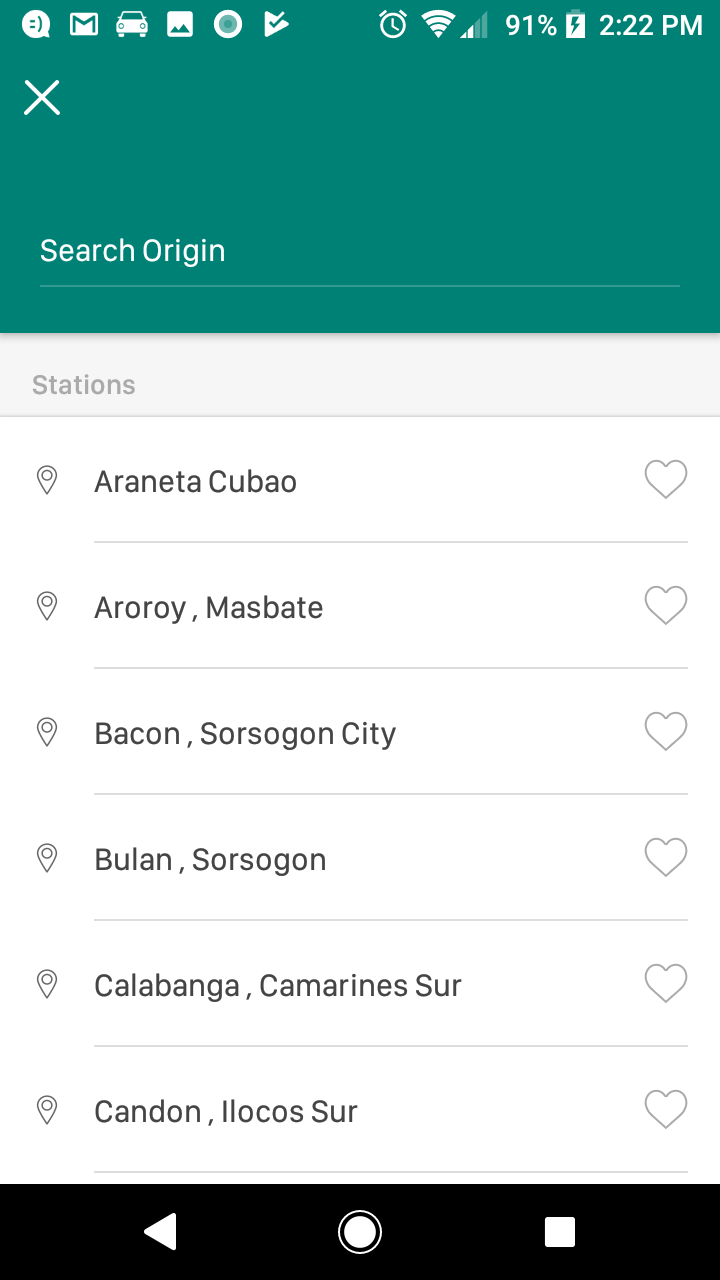 91% 2:22 PM
Search Origin
Stations
Araneta Cubao
Aroroy , Masbate
Bacon , Sorsogon City
Bulan , Sorsogon
Calabanga , Camarines Sur
Candon , Ilocos Sur